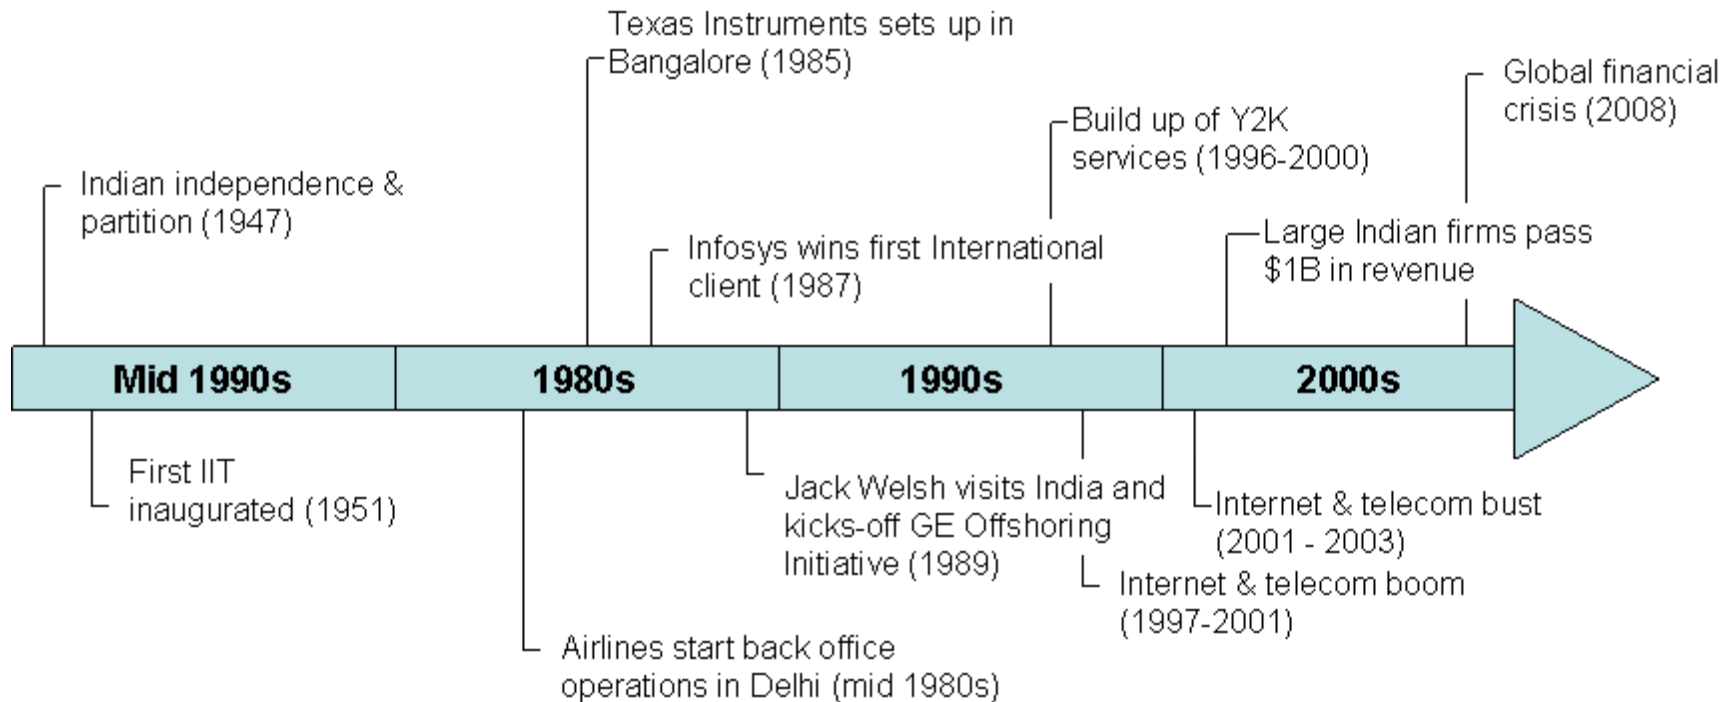 Texas Instruments sets up in
Bangalore (1985)
Global financial
crisis (2008)
Build up of Y2K
services (1996-2000)
Indian independence &
partition (1947)
Large Indian firms pass
$1B in revenue
Infosys wins first International
client (1987)
Mid 1990s
1980s
1990s
2000s
First IIT
inaugurated (1951)
Jack Welsh visits India and
kicks-off GE Offshoring
Initiative (1989)
Internet & telecom bust
(2001 - 2003)
Internet & telecom boom
(1997-2001)
Airlines start back office
operations in Delhi (mid 1980s)